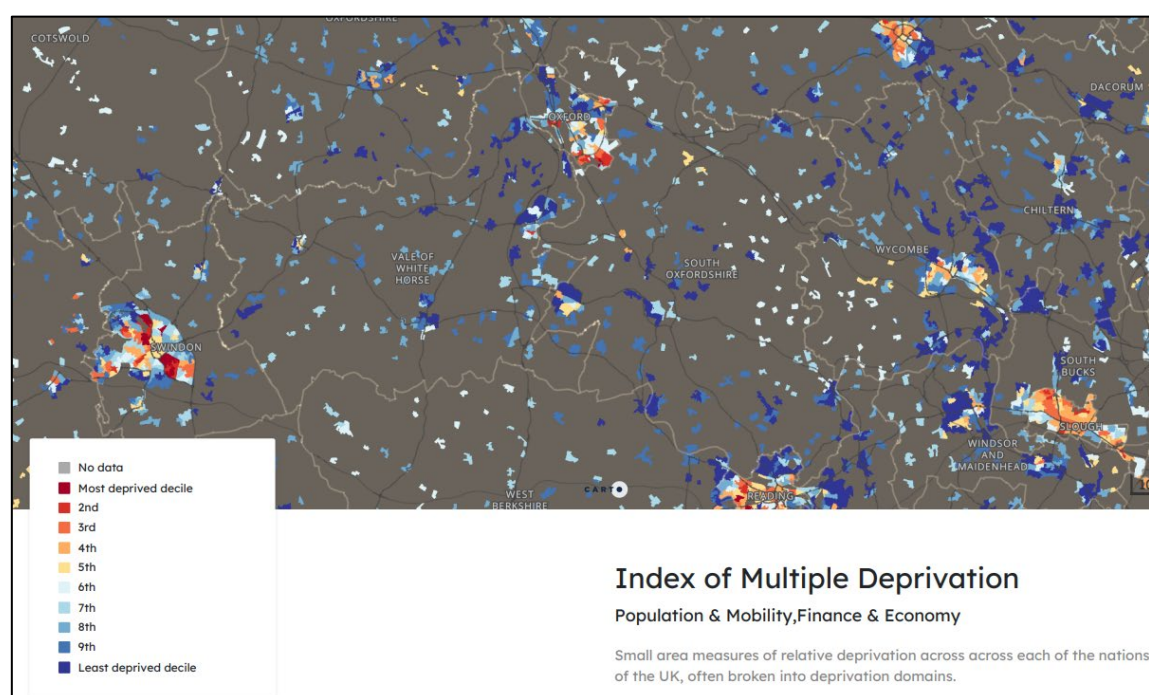 OXFORDSHIRE
COTSWOLD
DACORUM
OXFORD
CHILTERN
WYCOMBE
VALE OF
WHITE
HORSE
SOUTH
OXFORDSHIRE
SWINDON
SOUTH
BUCKS
SLOUGH
WINDSOR
AND
MAIDENHEAD
WEST
BERKSHIRE
CARTO
READING
No data
Most deprived decile
2nd
3rd
4th
5th
6th
7th
8th
9th
Least deprived decile
Index of Multiple Deprivation
Population & Mobility,Finance & Economy
Small area measures of relative deprivation across across each of the nations
of the UK, often broken into deprivation domains.